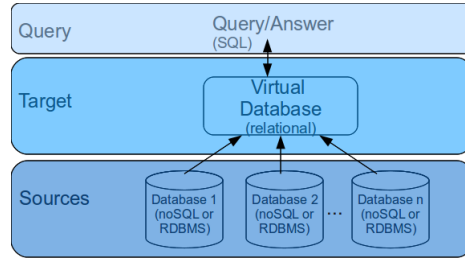 Query
Query/Answer
(SQL)
Target
Virtual
Database
(relational)
Sources
Database 1
(noSQL or
RDBMS)
Database 2
(noSQL or
RDBMS)
...
Database n
(noSQL or
RDBMS)